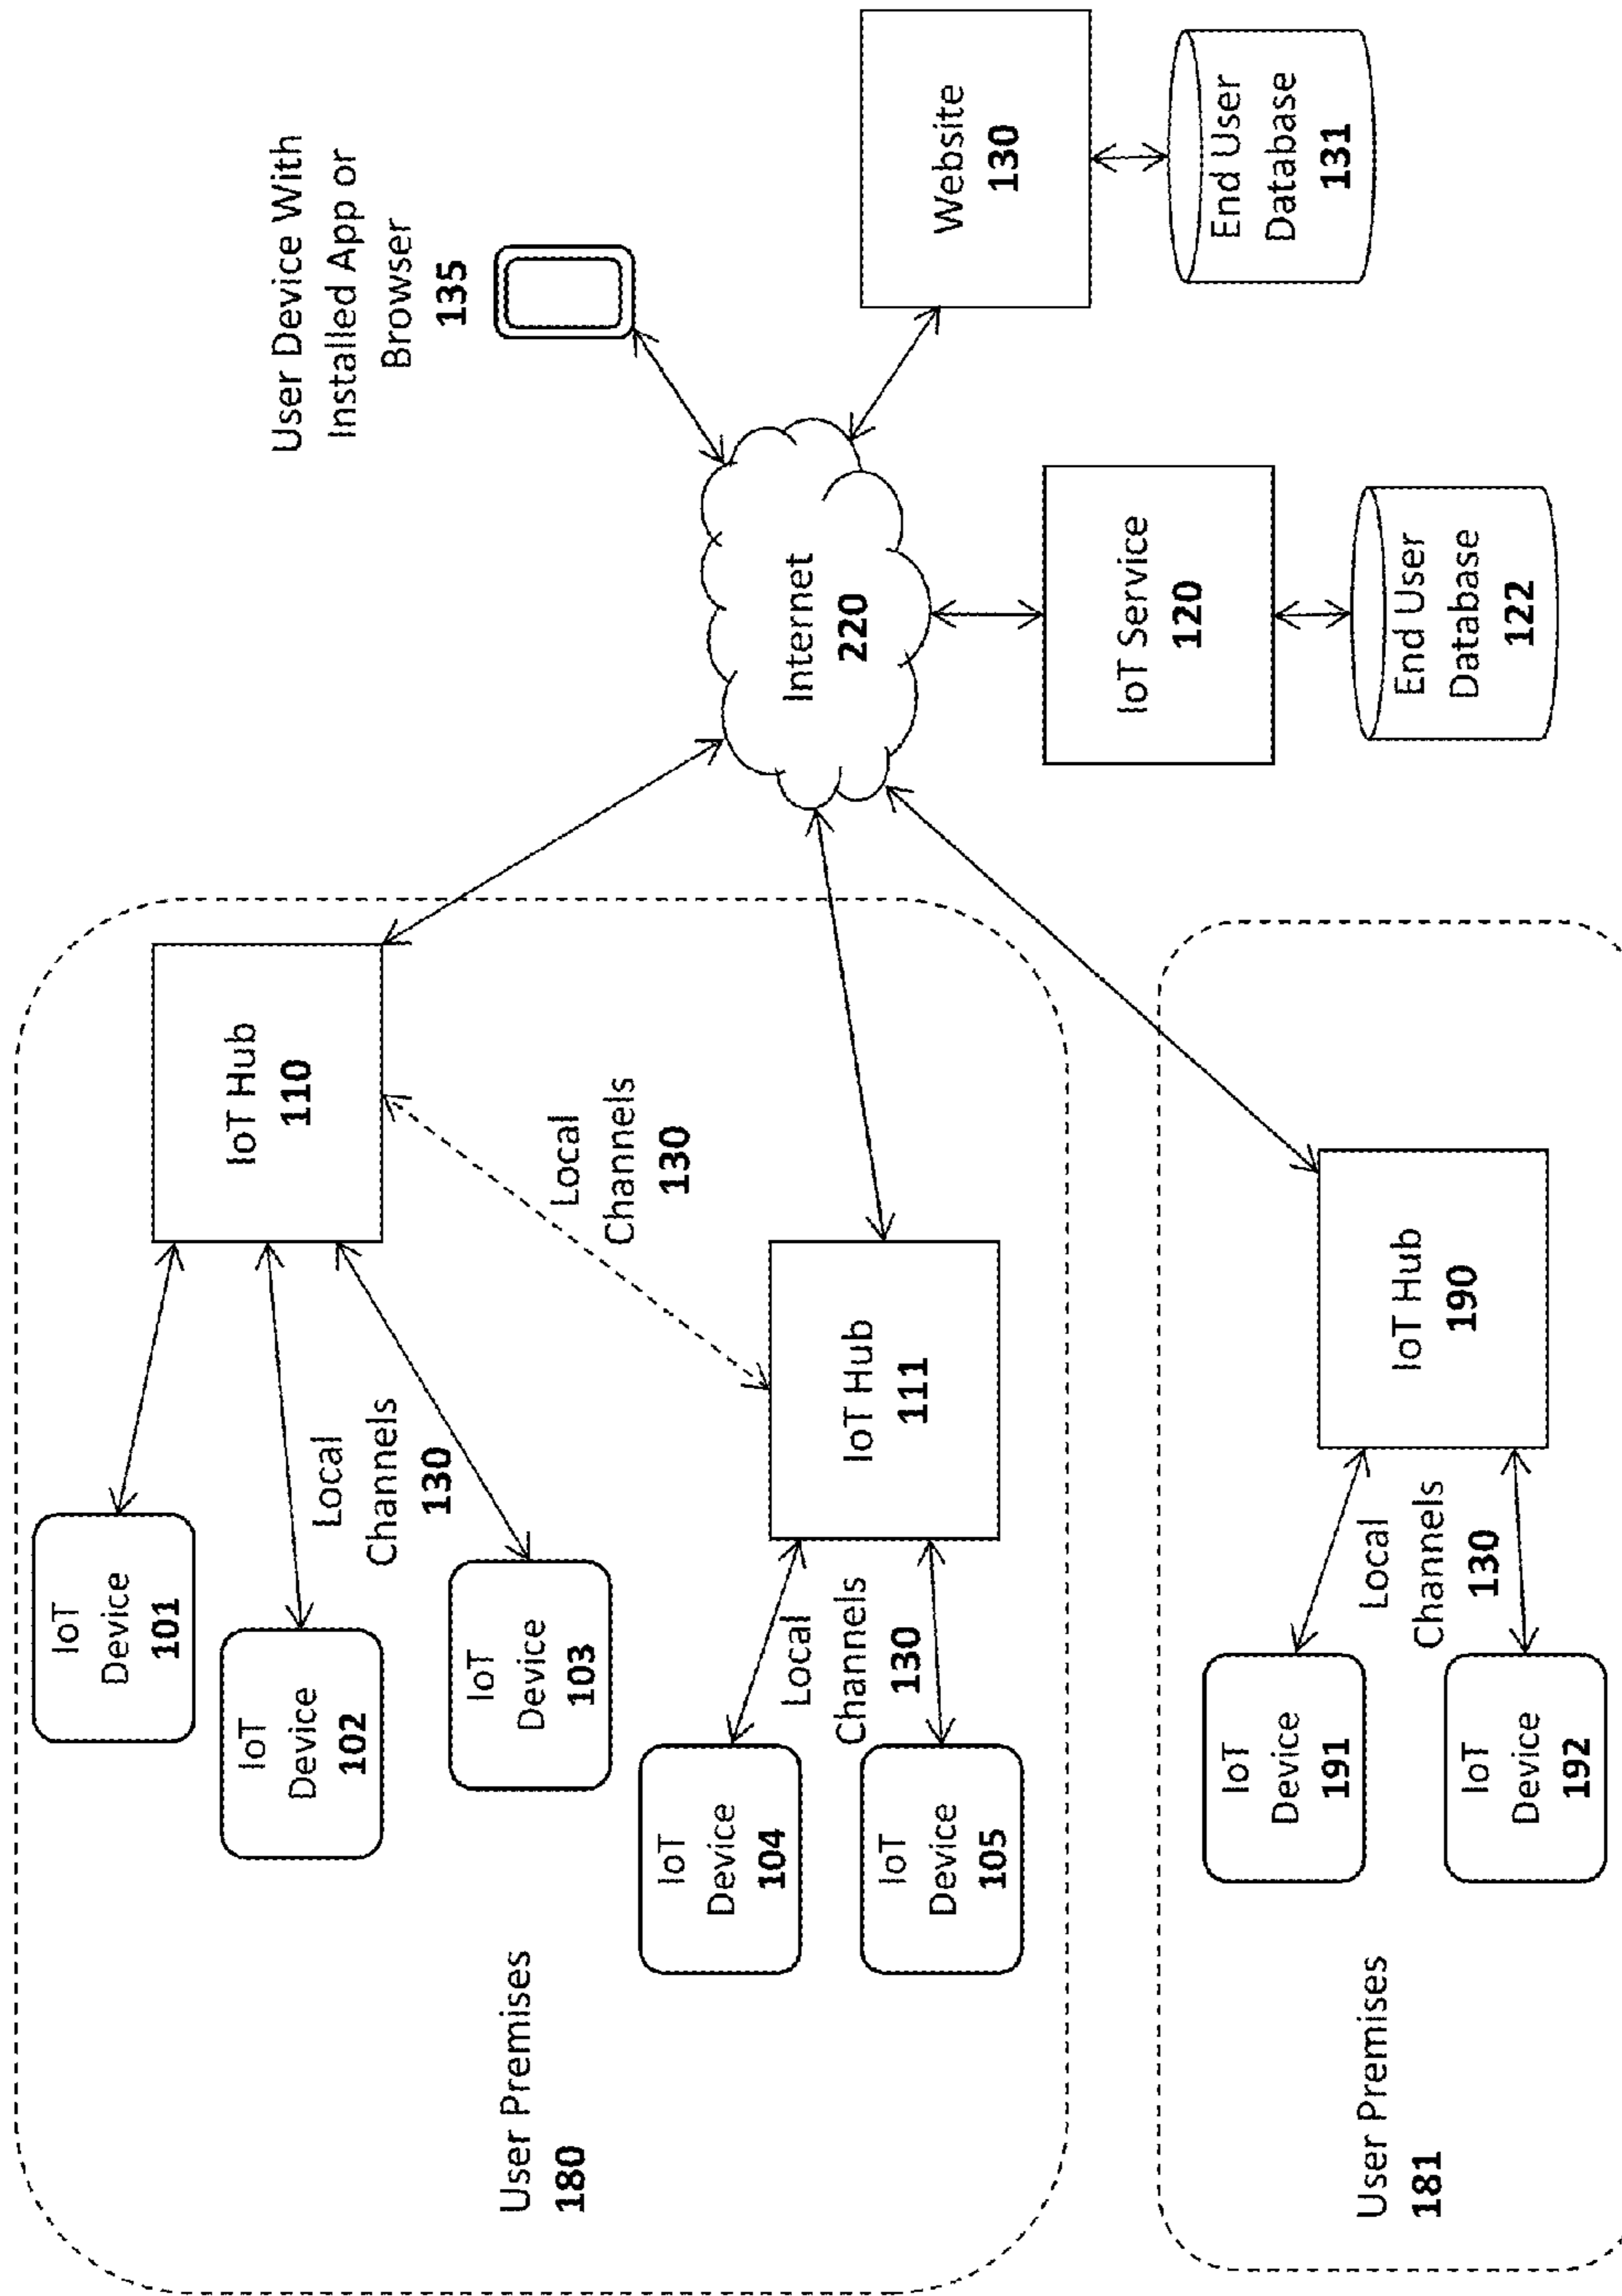 IoT
Device
101
IoT
Device
102
IoT
Device
103
Local
Channels
130
IoT Hub
110
User Device With
Installed App or
Browser
135
User Premises
180
Local
Channels
130
IoT
Device
104
IoT
Device
105
Local
Channels
130
IoT Hub
111
Internet
220
Website
130
End User
Database
131
IoT Service
120
End User
Database
122
User Premises
181
IoT
Device
191
IoT
Device
192
Local
Channels
130
IoT Hub
190